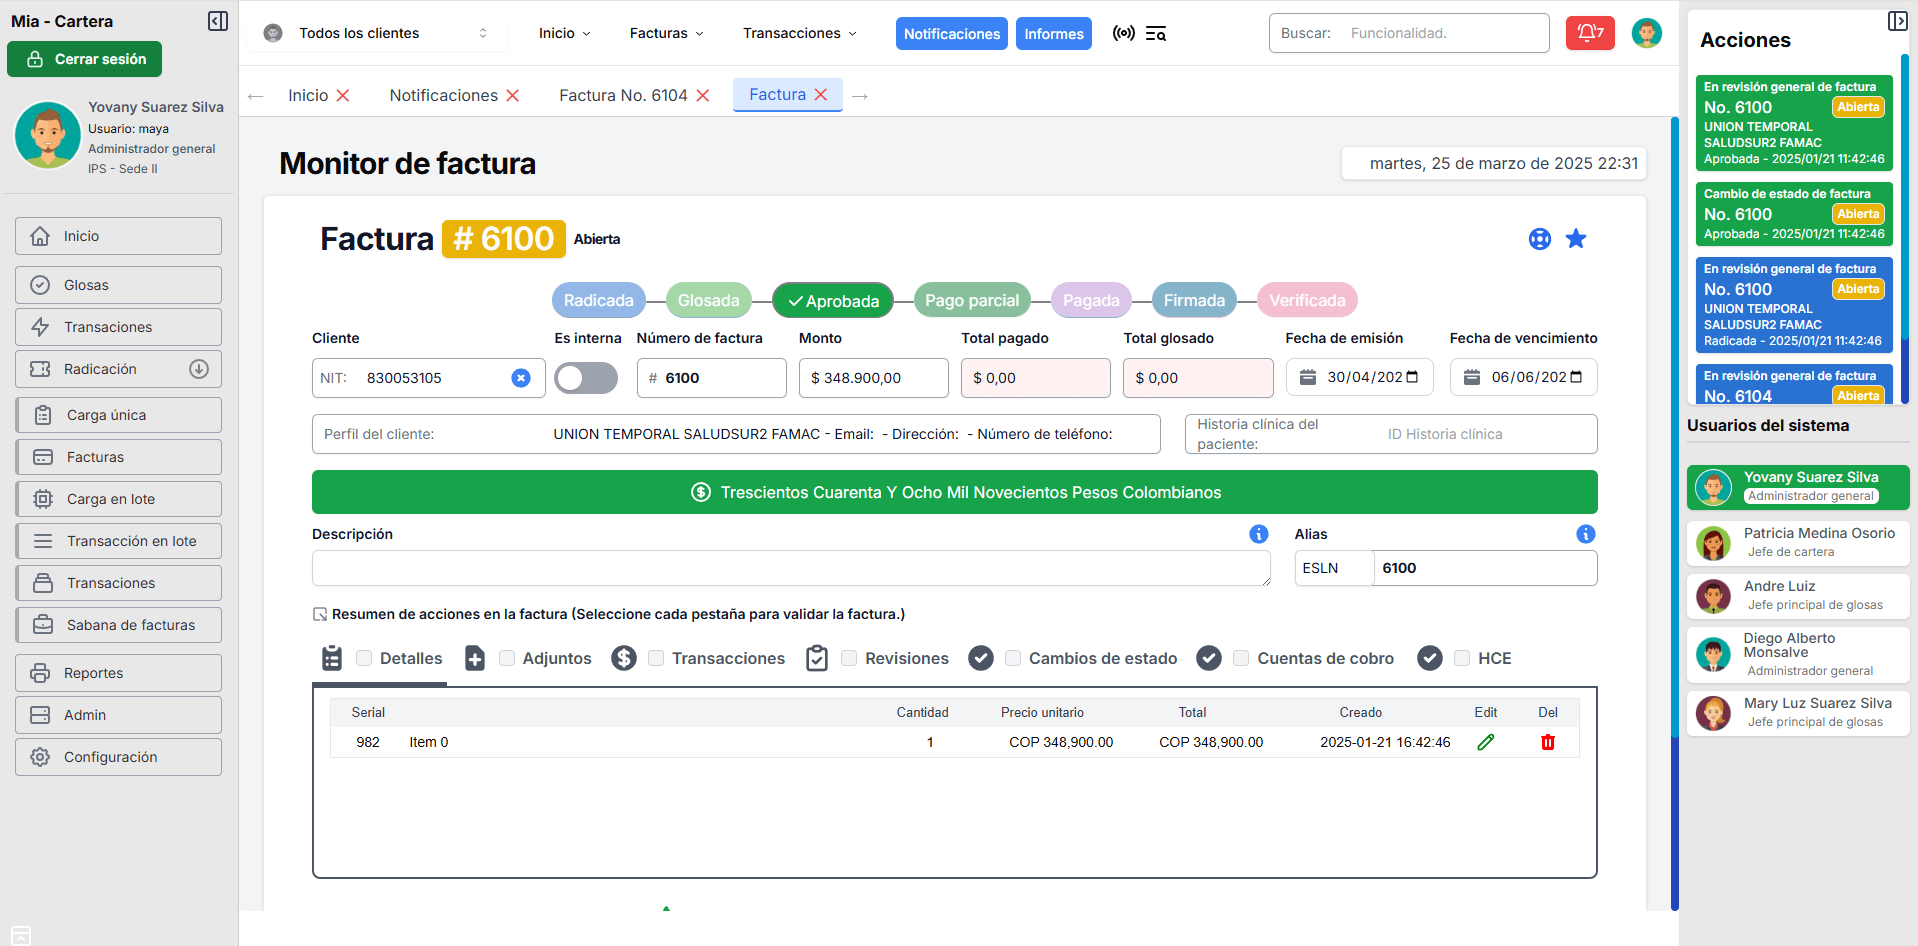 Mia - Cartera
Cerrar sesión
Yovany Suarez Silva
Usuario: maya
Administrador general
IPS - Sede II
Inicio
Glosas
Transaciones
Radicación
Carga única
Facturas
Carga en lote
Transacción en lote
Transaciones
Sabana de facturas
Reportes
Admin
Configuración
Todos los clientes
Inicio
Facturas
Transacciones
Notificaciones
Informes
Buscar: Funcionalidad.
7
Inicio
Notificaciones
Factura No. 6104
Factura
Monitor de factura
martes, 25 de marzo de 2025 22:31
Factura # 6100 Abierta
Radicada
Glosada
Aprobada
Pago parcial
Pagada
Firmada
Verificada
Cliente
Es interna
Número de factura
Monto
Total pagado
Total glosado
Fecha de emisión
Fecha de vencimiento
NIT: 830053105
# 6100
$ 348.900,00
$ 0,00
$ 0,00
30/04/202
06/06/202
Perfil del cliente: UNION TEMPORAL SALUDSUR2 FAMAC - Email: - Dirección: - Número de teléfono:
Historia clínica del
paciente:
ID Historia clínica
Trescientos Cuarenta Y Ocho Mil Novecientos Pesos Colombianos
Descripción
Alias
ESLN 6100
Resumen de acciones en la factura (Seleccione cada pestaña para validar la factura.)
Detalles
Adjuntos
Transacciones
Revisiones
Cambios de estado
Cuentas de cobro
HCE
Serial Cantidad Precio unitario Total Creado Edit Del
982 Item 0 1 COP 348,900.00 COP 348,900.00 2025-01-21 16:42:46
Acciones
En revisión general de factura
No. 6100 Abierta
UNION TEMPORAL
SALUDSUR2 FAMAC
Aprobada - 2025/01/21 11:42:46
Cambio de estado de factura
No. 6100 Abierta
Aprobada - 2025/01/21 11:42:46
En revisión general de factura
No. 6100 Abierta
UNION TEMPORAL
SALUDSUR2 FAMAC
Radicada - 2025/01/21 11:42:46
En revisión general de factura
No. 6104 Abierta
Usuarios del sistema
Yovany Suarez Silva
Administrador general
Patricia Medina Osorio
Jefe de cartera
Andre Luiz
Jefe principal de glosas
Diego Alberto
Monsalve
Administrador general
Mary Luz Suarez Silva
Jefe principal de glosas